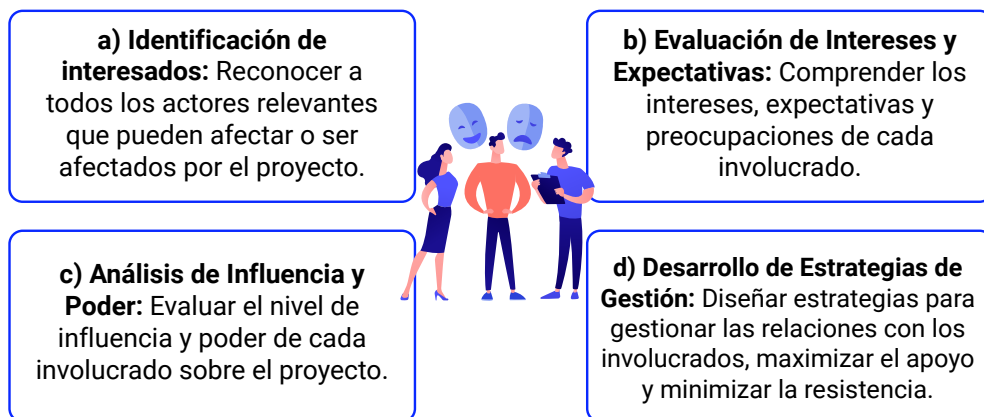 a) Identificación de
interesados: Reconocer a
todos los actores relevantes
que pueden afectar o ser
afectados por el proyecto.
b) Evaluación de Intereses y
Expectativas: Comprender los
intereses, expectativas y
preocupaciones de cada
involucrado.
c) Análisis de Influencia y
Poder: Evaluar el nivel de
influencia y poder de cada
involucrado sobre el proyecto.
d) Desarrollo de Estrategias de
Gestión: Diseñar estrategias para
gestionar las relaciones con los
involucrados, maximizar el apoyo
y minimizar la resistencia.